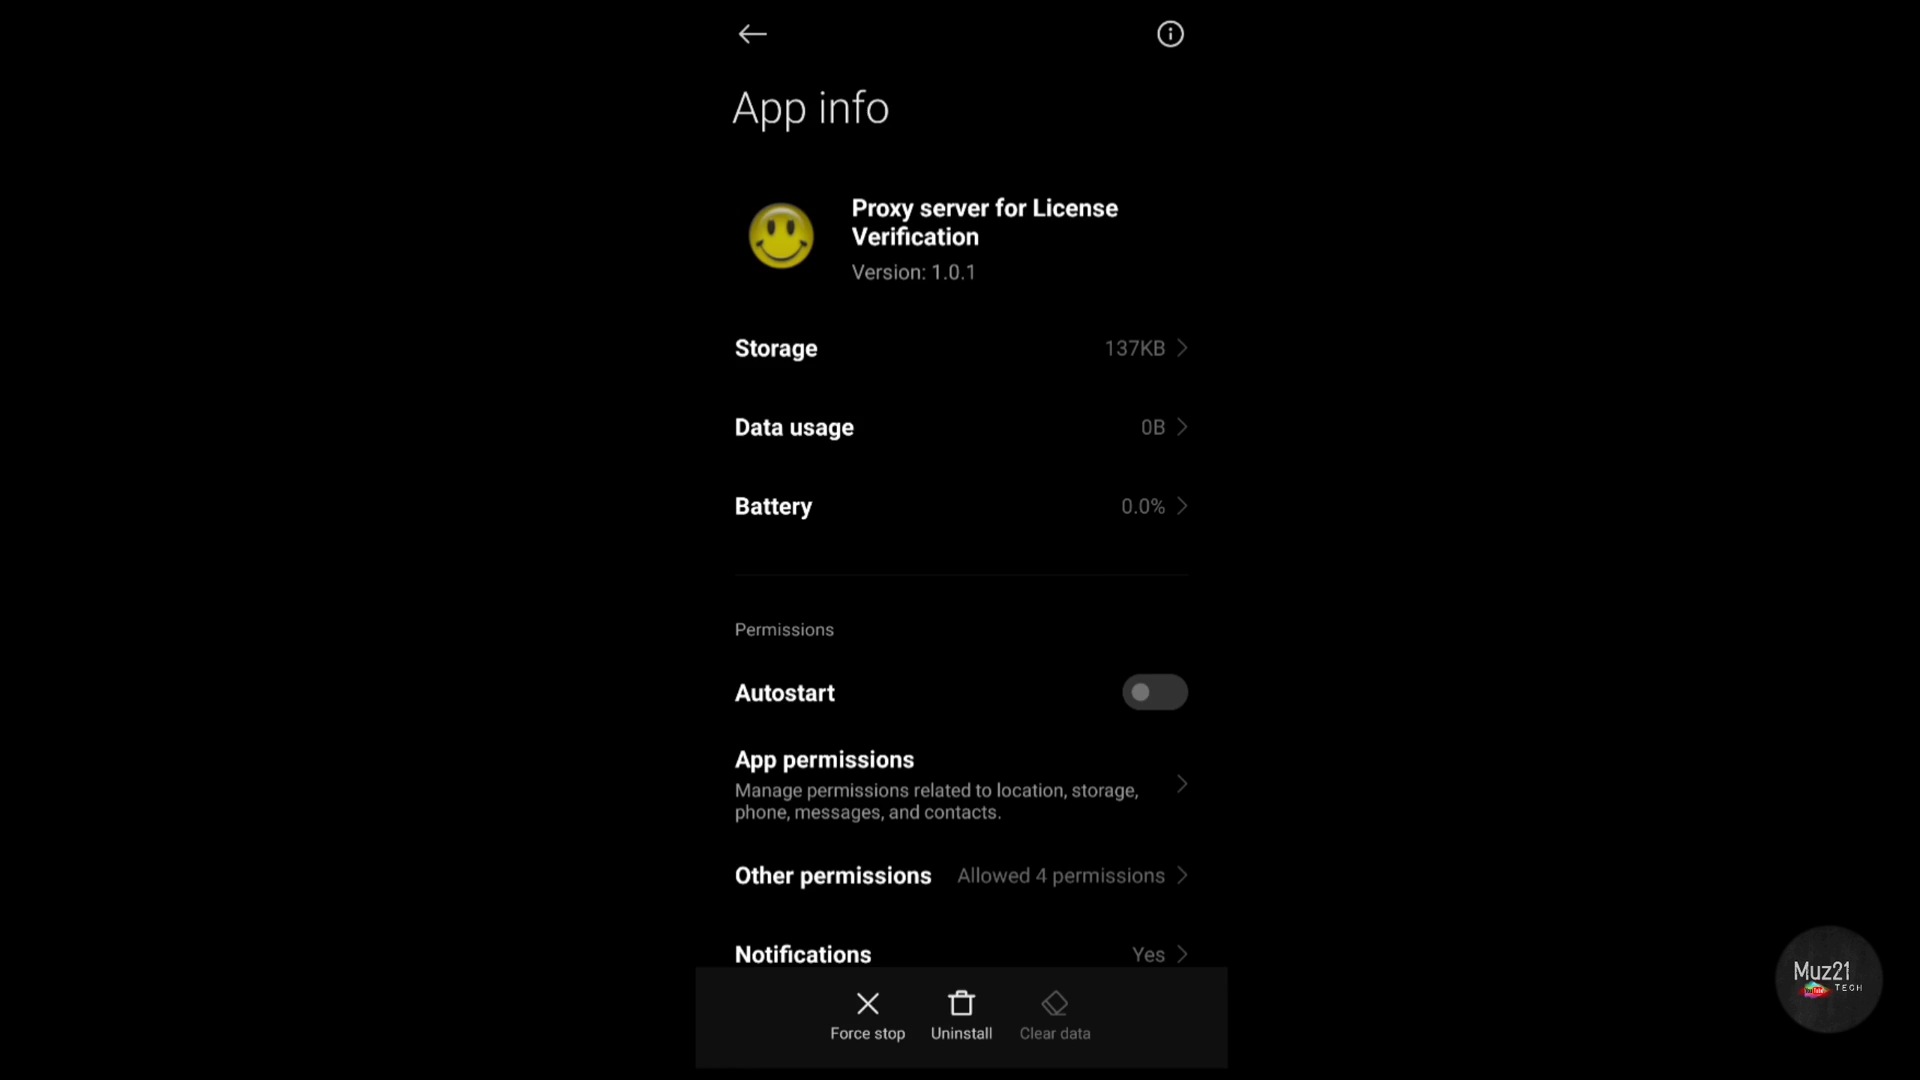 App info
Proxy server for License
Verification
Version: 1.0.1
Storage 137KB
Data usage 0B
Battery 0.0%
Permissions
Autostart
App permissions
Manage permissions related to location, storage,
phone, messages, and contacts.
Other permissions Allowed 4 permissions
Notifications Yes
Force stop Uninstall Clear data
Muz21
TECH